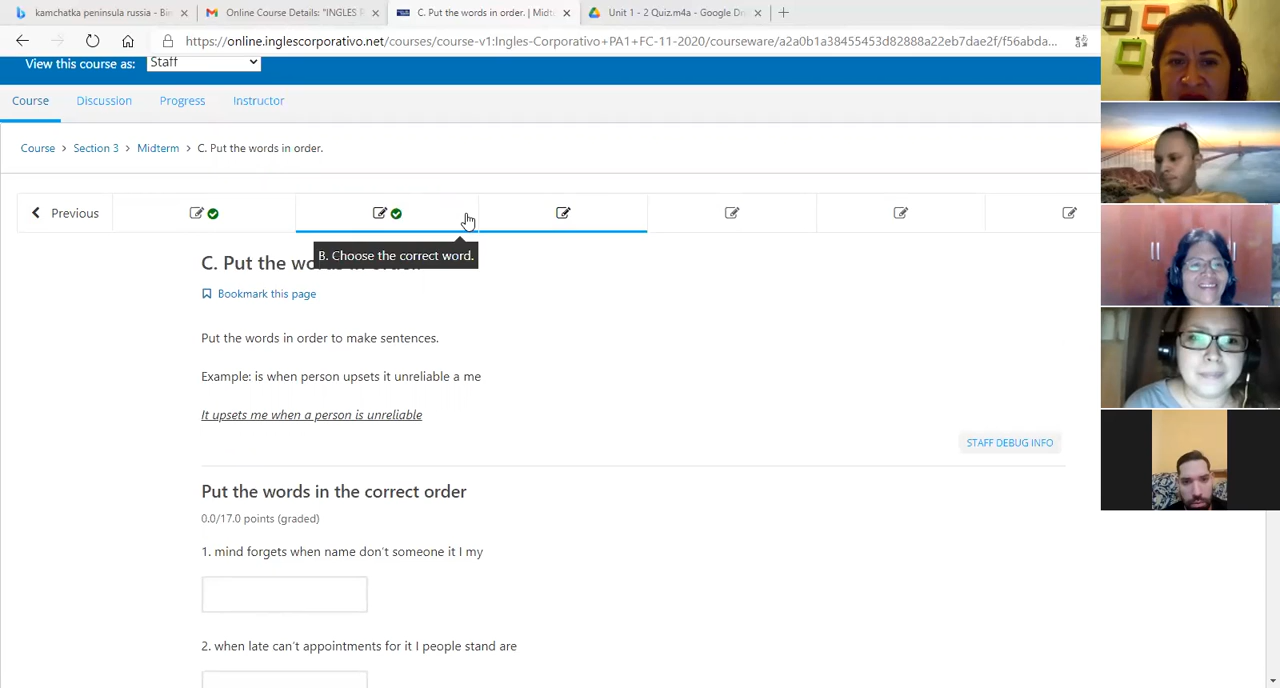 kamchatka peninsula russia - Bin
Online Course Details: "INGLES P
C. Put the words in order. | Midt
Unit 1 - 2 Quiz.m4a - Google Dri
https://online.inglescorporativo.net/courses/course-v1:Ingles-Corporativo+PA1+FC-11-2020/courseware/a2a0b1a38455453d82888a22eb7dae2f/f56abda...
View this course as: Staff
Course Discussion Progress Instructor
Course > Section 3 > Midterm > C. Put the words in order.
Previous
B. Choose the correct word.
C. Put the words in order.
Bookmark this page
Put the words in order to make sentences.
Example: is when person upsets it unreliable a me
It upsets me when a person is unreliable
STAFF DEBUG INFO
Put the words in the correct order
0.0/17.0 points (graded)
1. mind forgets when name don't someone it I my
2. when late can't appointments for it I people stand are